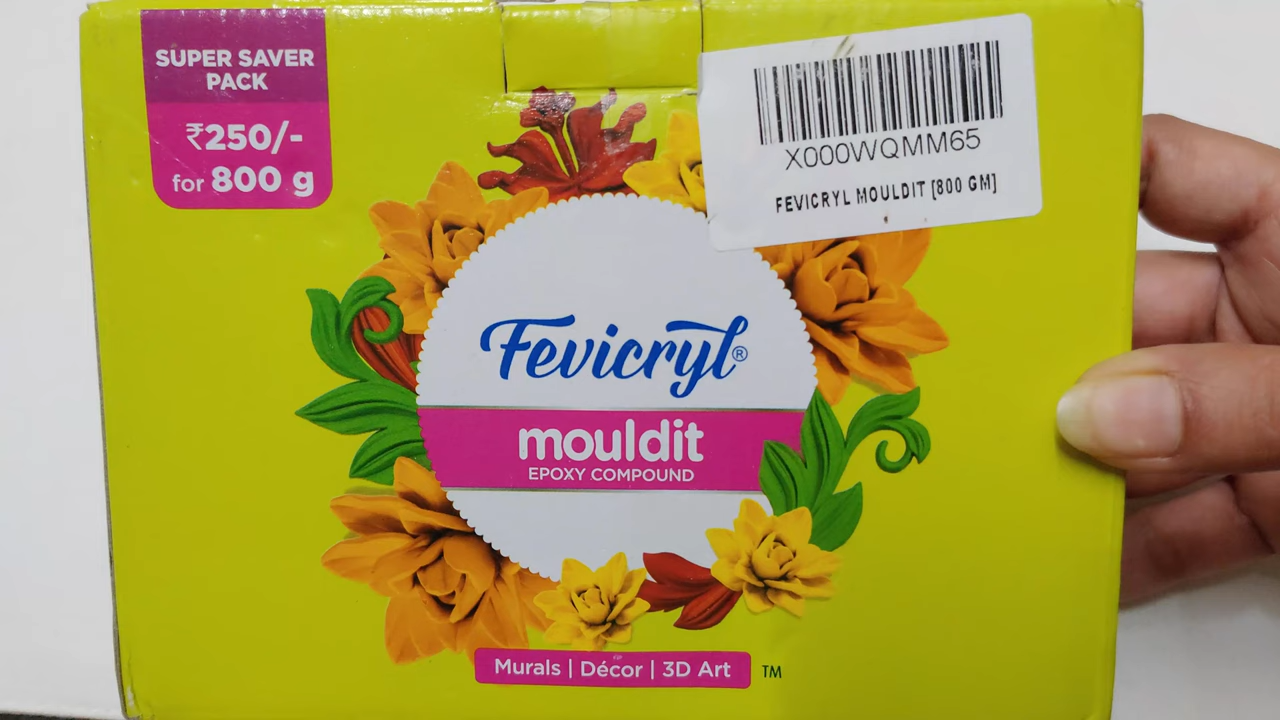 SUPER SAVER
PACK
₹250/-
for 800 g
X000WQMM65
FEVICRYL MOULDIT [800 GM]
Fevicryl®
mouldit
EPOXY COMPOUND
Murals | Décor | 3D Art ™